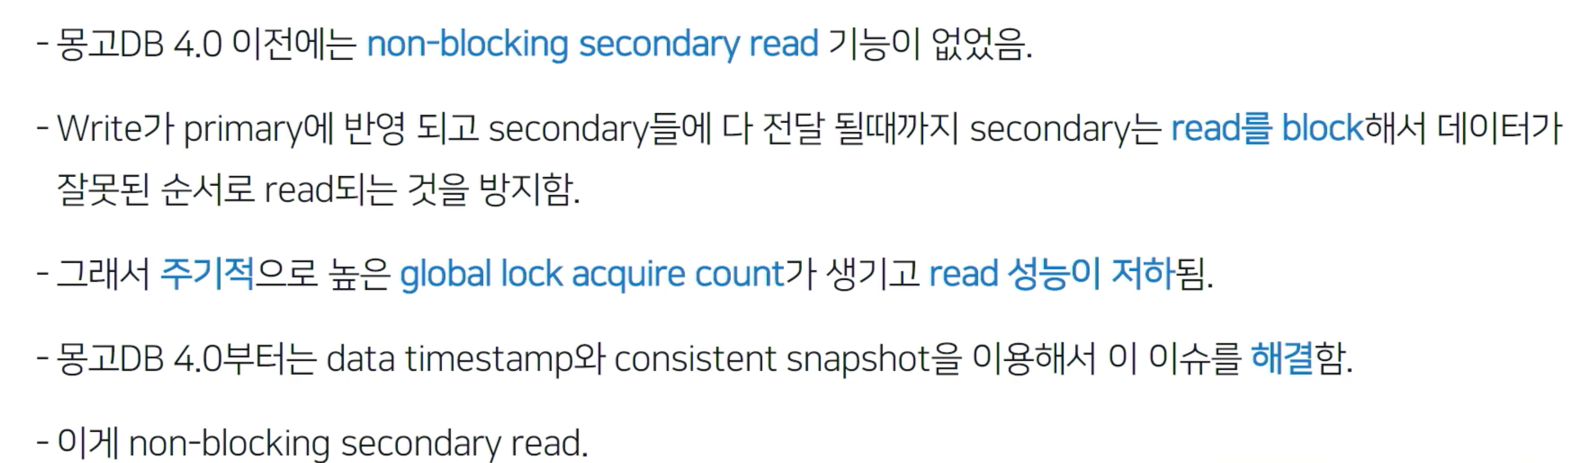 - 몽고DB 4.0 이전에는 non-blocking secondary read 기능이 없었음.
- Write가 primary에 반영 되고 secondary들에 다 전달 될때까지 secondary는 read를 block해서 데이터가
잘못된 순서로 read되는 것을 방지함.
- 그래서 주기적으로 높은 global lock acquire count가 생기고 read 성능이 저하됨.
- 몽고DB 4.0부터는 data timestamp와 consistent snapshot을 이용해서 이 이슈를 해결함.
- 이게 non-blocking secondary read.